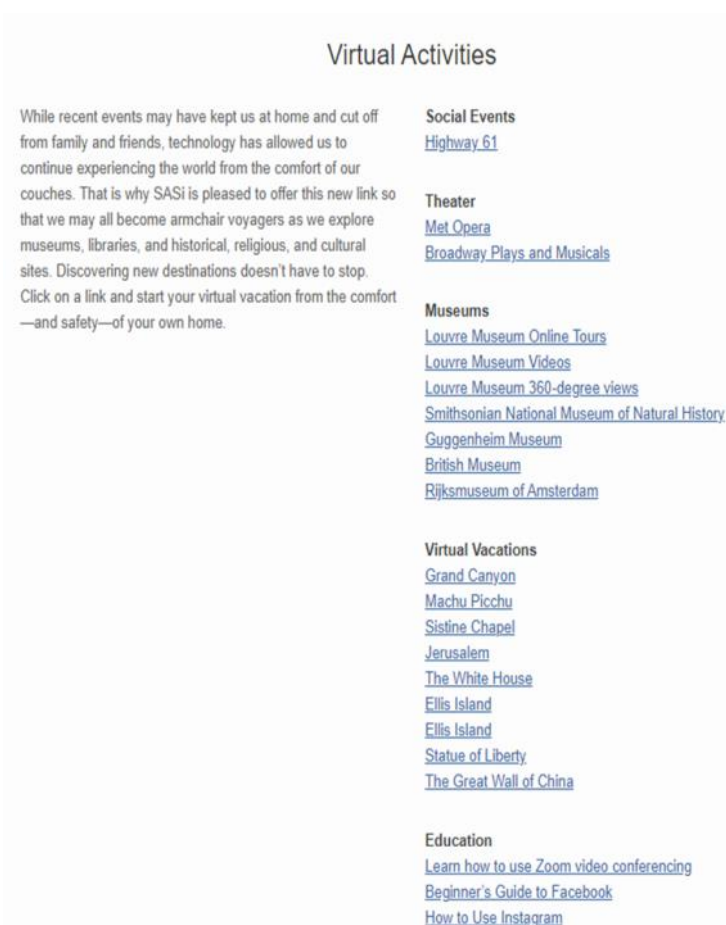 Virtual Activities
While recent events may have kept us at home and cut off
from family and friends, technology has allowed us to
continue experiencing the world from the comfort of our
couches. That is why SASi is pleased to offer this new link so
that we may all become armchair voyagers as we explore
museums, libraries, and historical, religious, and cultural
sites. Discovering new destinations doesn't have to stop.
Click on a link and start your virtual vacation from the comfort
—and safety—of your own home.
Social Events
Highway 61
Theater
Met Opera
Broadway Plays and Musicals
Museums
Louvre Museum Online Tours
Louvre Museum Videos
Louvre Museum 360-degree views
Smithsonian National Museum of Natural History
Guggenheim Museum
British Museum
Rijksmuseum of Amsterdam
Virtual Vacations
Grand Canyon
Machu Picchu
Sistine Chapel
Jerusalem
The White House
Ellis Island
Ellis Island
Statue of Liberty
The Great Wall of China
Education
Learn how to use Zoom video conferencing
Beginner's Guide to Facebook
How to Use Instagram